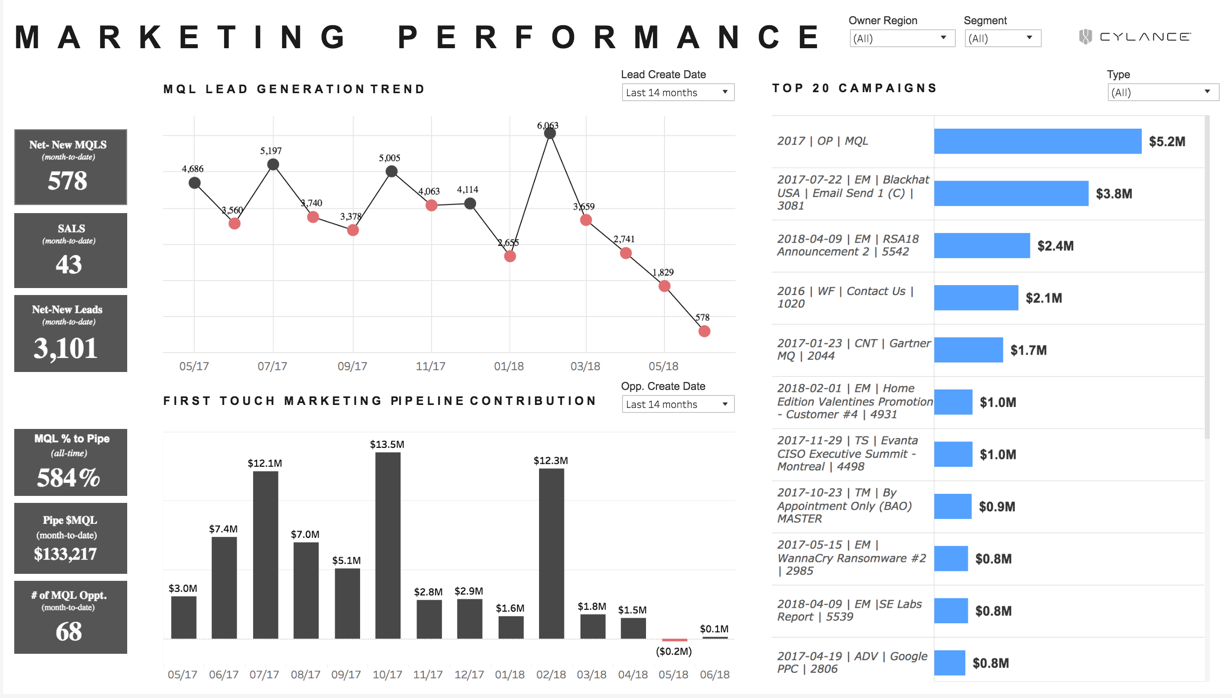 MARKETING PERFORMANCE
Owner Region
(All)
Segment
(All)
CYLANCE
MQL LEAD GENERATION TREND
Lead Create Date
Last 14 months
TOP 20 CAMPAIGNS
Type
(All)
Net- New MQLS
(month-to-date)
578
SALS
(month-to-date)
43
Net-New Leads
(month-to-date)
3,101
4,686
3,560
5,197
3,740
3,378
5,005
4,063
4,114
2,655
6,063
3,659
2,741
1,829
578
05/17 07/17 09/17 11/17 01/18 03/18 05/18
FIRST TOUCH MARKETING PIPELINE CONTRIBUTION
Opp. Create Date
Last 14 months
MQL % to Pipe
(all-time)
584%
Pipe $MQL
(month-to-date)
$133,217
# of MQL Oppt.
(month-to-date)
68
$3.0M
$7.4M
$12.1M
$7.0M
$5.1M
$13.5M
$2.8M
$2.9M
$1.6M
$12.3M
$1.8M
$1.5M
($0.2M)
$0.1M
05/17 06/17 07/17 08/17 09/17 10/17 11/17 12/17 01/18 02/18 03/18 04/18 05/18 06/18
2017 | OP | MQL
$5.2M
2017-07-22 | EM | Blackhat
USA | Email Send 1 (C) |
3081
$3.8M
2018-04-09 | EM | RSA18
Announcement 2 | 5542
$2.4M
2016 | WF | Contact Us |
1020
$2.1M
2017-01-23 | CNT | Gartner
MQ | 2044
$1.7M
2018-02-01 | EM | Home
Edition Valentines Promotion
- Customer #4 | 4931
$1.0M
2017-11-29 | TS | Evanta
CISO Executive Summit -
Montreal | 4498
$1.0M
2017-10-23 | TM | By
Appointment Only (BAO)
MASTER
$0.9M
2017-05-15 | EM |
WannaCry Ransomware #2
| 2985
$0.8M
2018-04-09 | EM |SE Labs
Report | 5539
$0.8M
2017-04-19 | ADV | Google
PPC | 2806
$0.8M